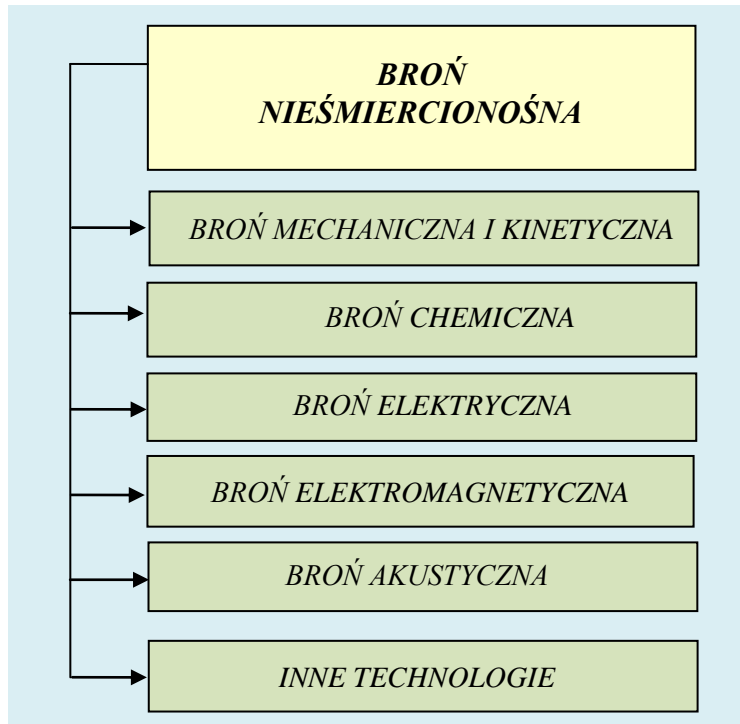 BROŃ
NIEŚMIERCIONOŚNA
BROŃ MECHANICZNA I KINETYCZNA
BROŃ CHEMICZNA
BROŃ ELEKTRYCZNA
BROŃ ELEKTROMAGNETYCZNA
BROŃ AKUSTYCZNA
INNE TECHNOLOGIE